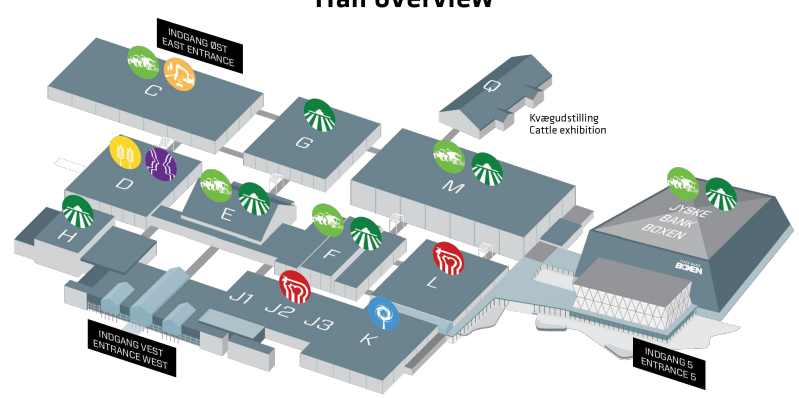 Hall overview
INDGANG ØST
EAST ENTRANCE
C
Q
Kvægudstilling
Cattle exhibition
G
M
D
E
H
F
L
JYSKE
BANK
BOXEN
BOXEN
J1
J2
J3
K
INDGANG VEST
ENTRANCE WEST
INDGANG 5
ENTRANCE 5